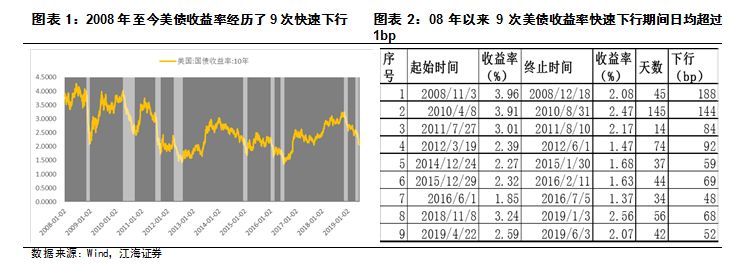 图表 1：2008 年至今美债收益率经历了 9 次快速下行
美国:国债收益率:10年
4.5000
4.0000
3.5000
3.0000
2.5000
2.0000
1.5000
1.0000
0.5000
0.0000
2008-01-02
2009-01-02
2010-01-02
2011-01-02
2012-01-02
2013-01-02
2014-01-02
2015-01-02
2016-01-02
2017-01-02
2018-01-02
2019-01-02
图表 2：08 年以来 9 次美债收益率快速下行期间日均超过
1bp
序号 起始时间 收益率（%） 终止时间 收益率（%） 天数 下行（bp）
1 2008/11/3 3.96 2008/12/18 2.08 45 188
2 2010/4/8 3.91 2010/8/31 2.47 145 144
3 2011/7/27 3.01 2011/8/10 2.17 14 84
4 2012/3/19 2.39 2012/6/1 1.47 74 92
5 2014/12/24 2.27 2015/1/30 1.68 37 59
6 2015/12/29 2.32 2016/2/11 1.63 44 69
7 2016/6/1 1.85 2016/7/5 1.37 34 48
8 2018/11/8 3.24 2019/1/3 2.56 56 68
9 2019/4/22 2.59 2019/6/3 2.07 42 52
数据来源：Wind，江海证券